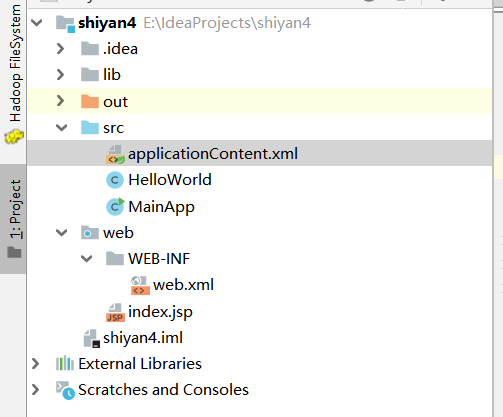 Hadoop FileSystem
1: Project
shiyan4 E:\IdeaProjects\shiyan4
.idea
lib
out
src
applicationContent.xml
HelloWorld
MainApp
web
WEB-INF
web.xml
index.jsp
shiyan4.iml
External Libraries
Scratches and Consoles